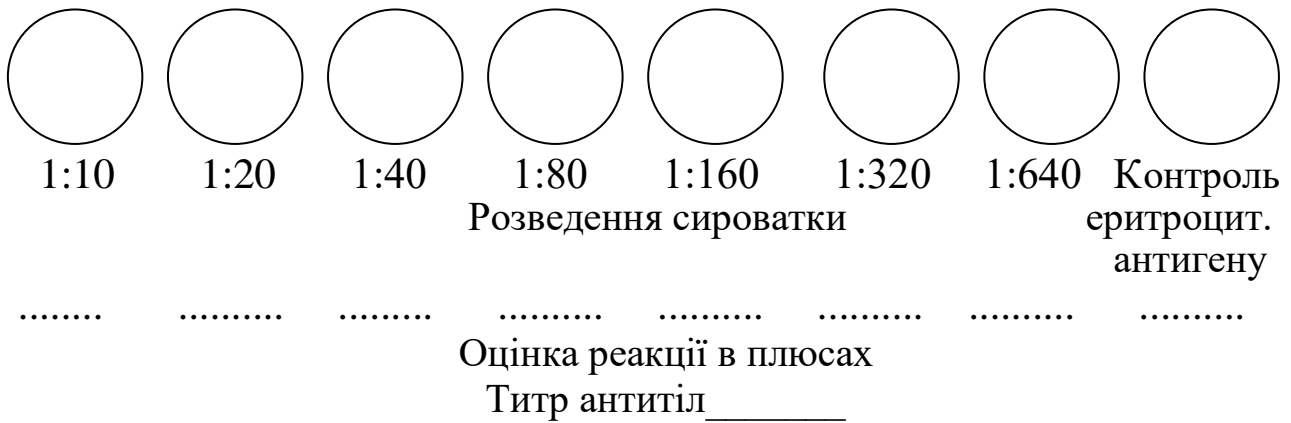 1:10 1:20 1:40 1:80 1:160 1:320 1:640 Контроль
Розведення сироватки еритроцит.
антигену
........ .......... ......... .......... .......... .......... .......... ..........
Оцінка реакції в плюсах
Титр антитіл_______